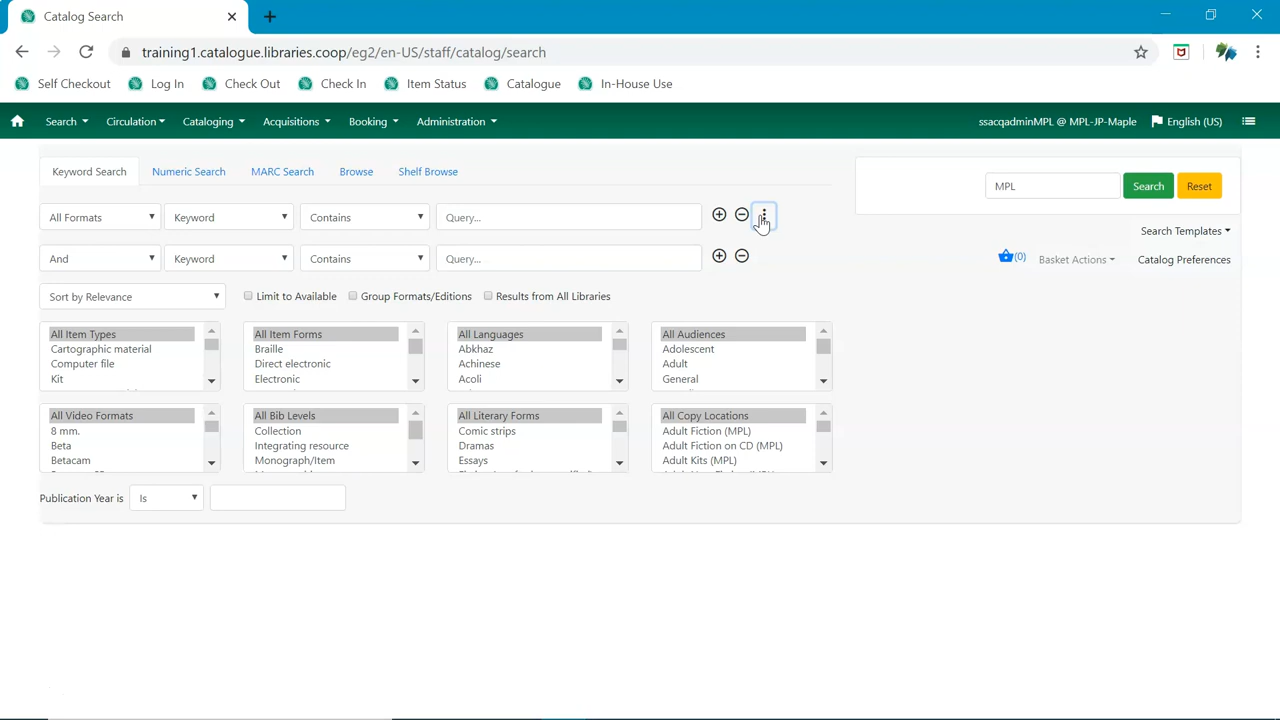 Catalog Search
training1.catalogue.libraries.coop/eg2/en-US/staff/catalog/search
Self Checkout Log In Check Out Check In Item Status Catalogue In-House Use
Search Circulation Cataloging Acquisitions Booking Administration ssacqadminMPL @ MPL-JP-Maple English (US)
Keyword Search Numeric Search MARC Search Browse Shelf Browse
MPL Search Reset
All Formats Keyword Contains Query...
Search Templates
And Keyword Contains Query...
(0) Basket Actions Catalog Preferences
Sort by Relevance Limit to Available Group Formats/Editions Results from All Libraries
All Item Types All Item Forms All Languages All Audiences
Cartographic material Braille Abkhaz Adolescent
Computer file Direct electronic Achinese Adult
Kit Electronic Acoli General
All Video Formats All Bib Levels All Literary Forms All Copy Locations
8 mm. Collection Comic strips Adult Fiction (MPL)
Beta Integrating resource Dramas Adult Fiction on CD (MPL)
Betacam Monograph/Item Essays Adult Kits (MPL)
Publication Year is Is